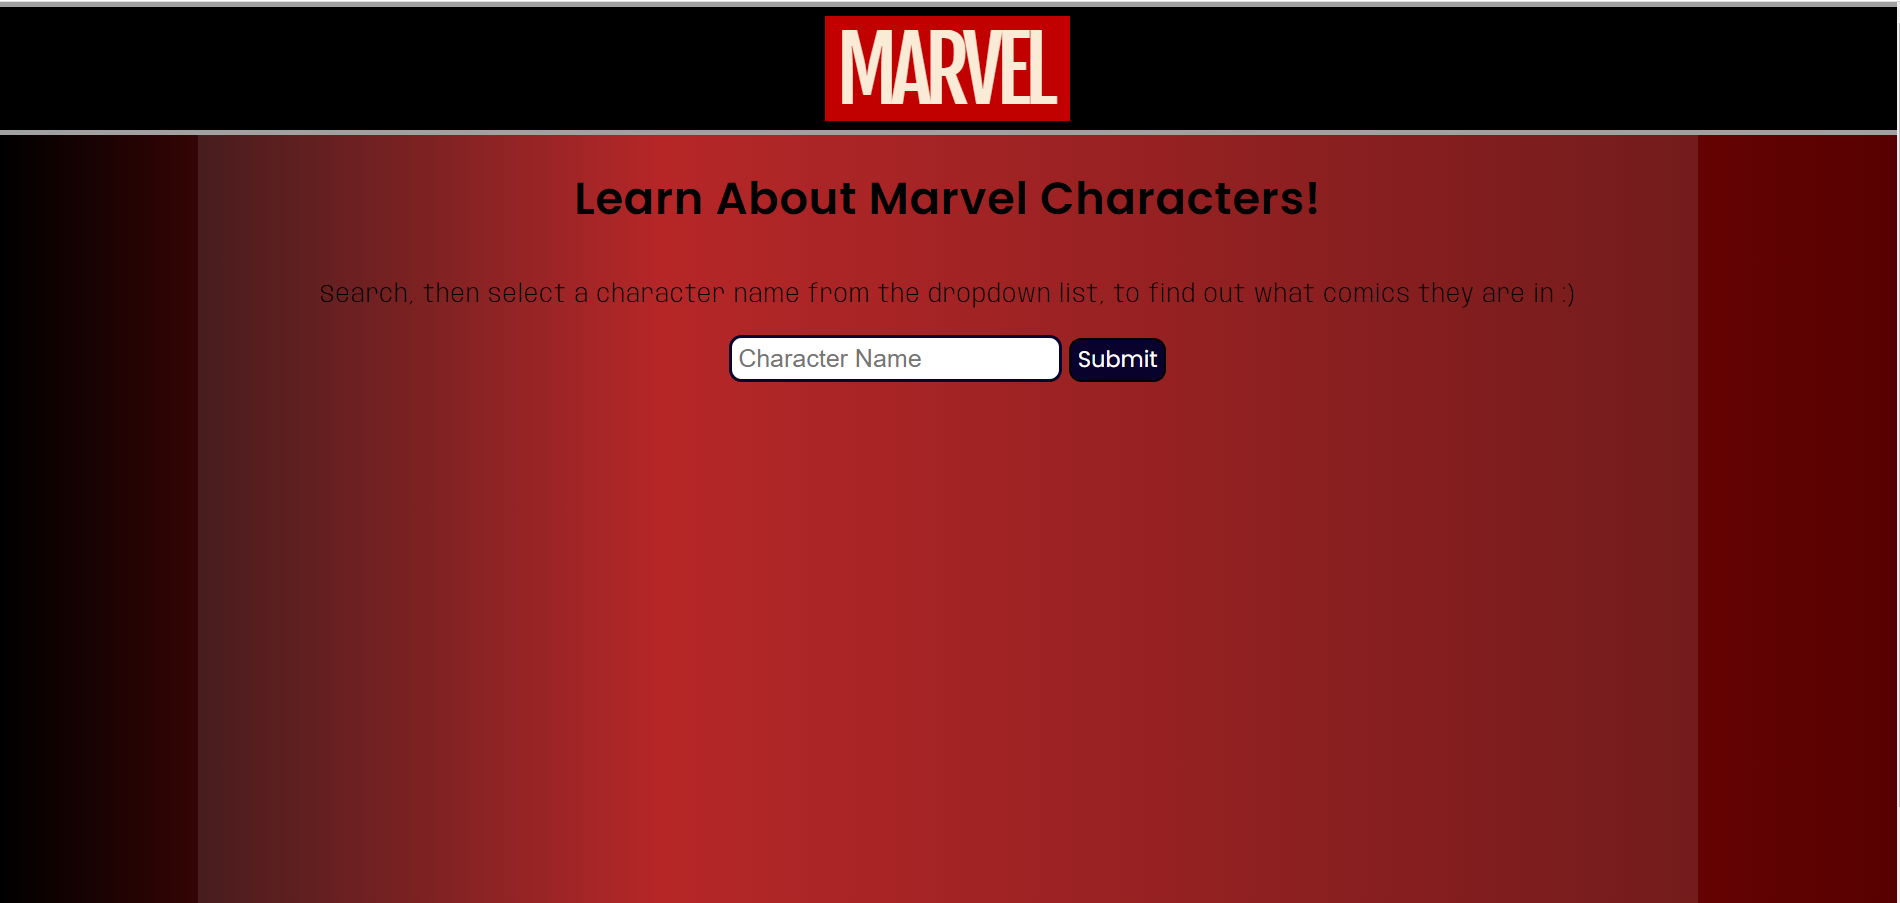 MARVEL
Learn About Marvel Characters!
Search, then select a character name from the dropdown list, to find out what comics they are in :)
Character Name Submit